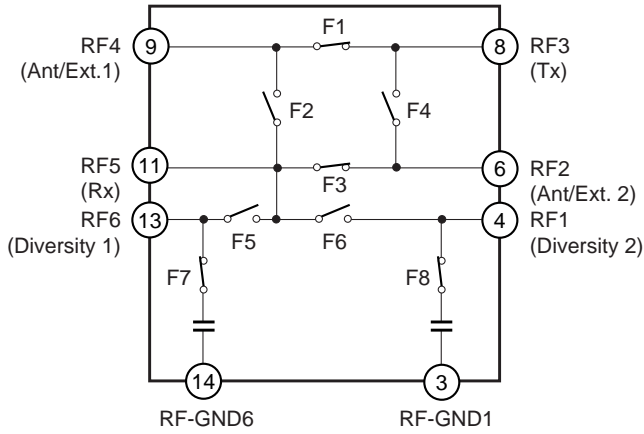 F1
RF4
9
8
RF3
(Ant/Ext.1)
(Tx)
F2
F4
RF5
11
6
RF2
(Rx)
F3
(Ant/Ext. 2)
RF6
13
4
RF1
(Diversity 1)
F5
F6
(Diversity 2)
F7
F8
14
3
RF-GND6
RF-GND1